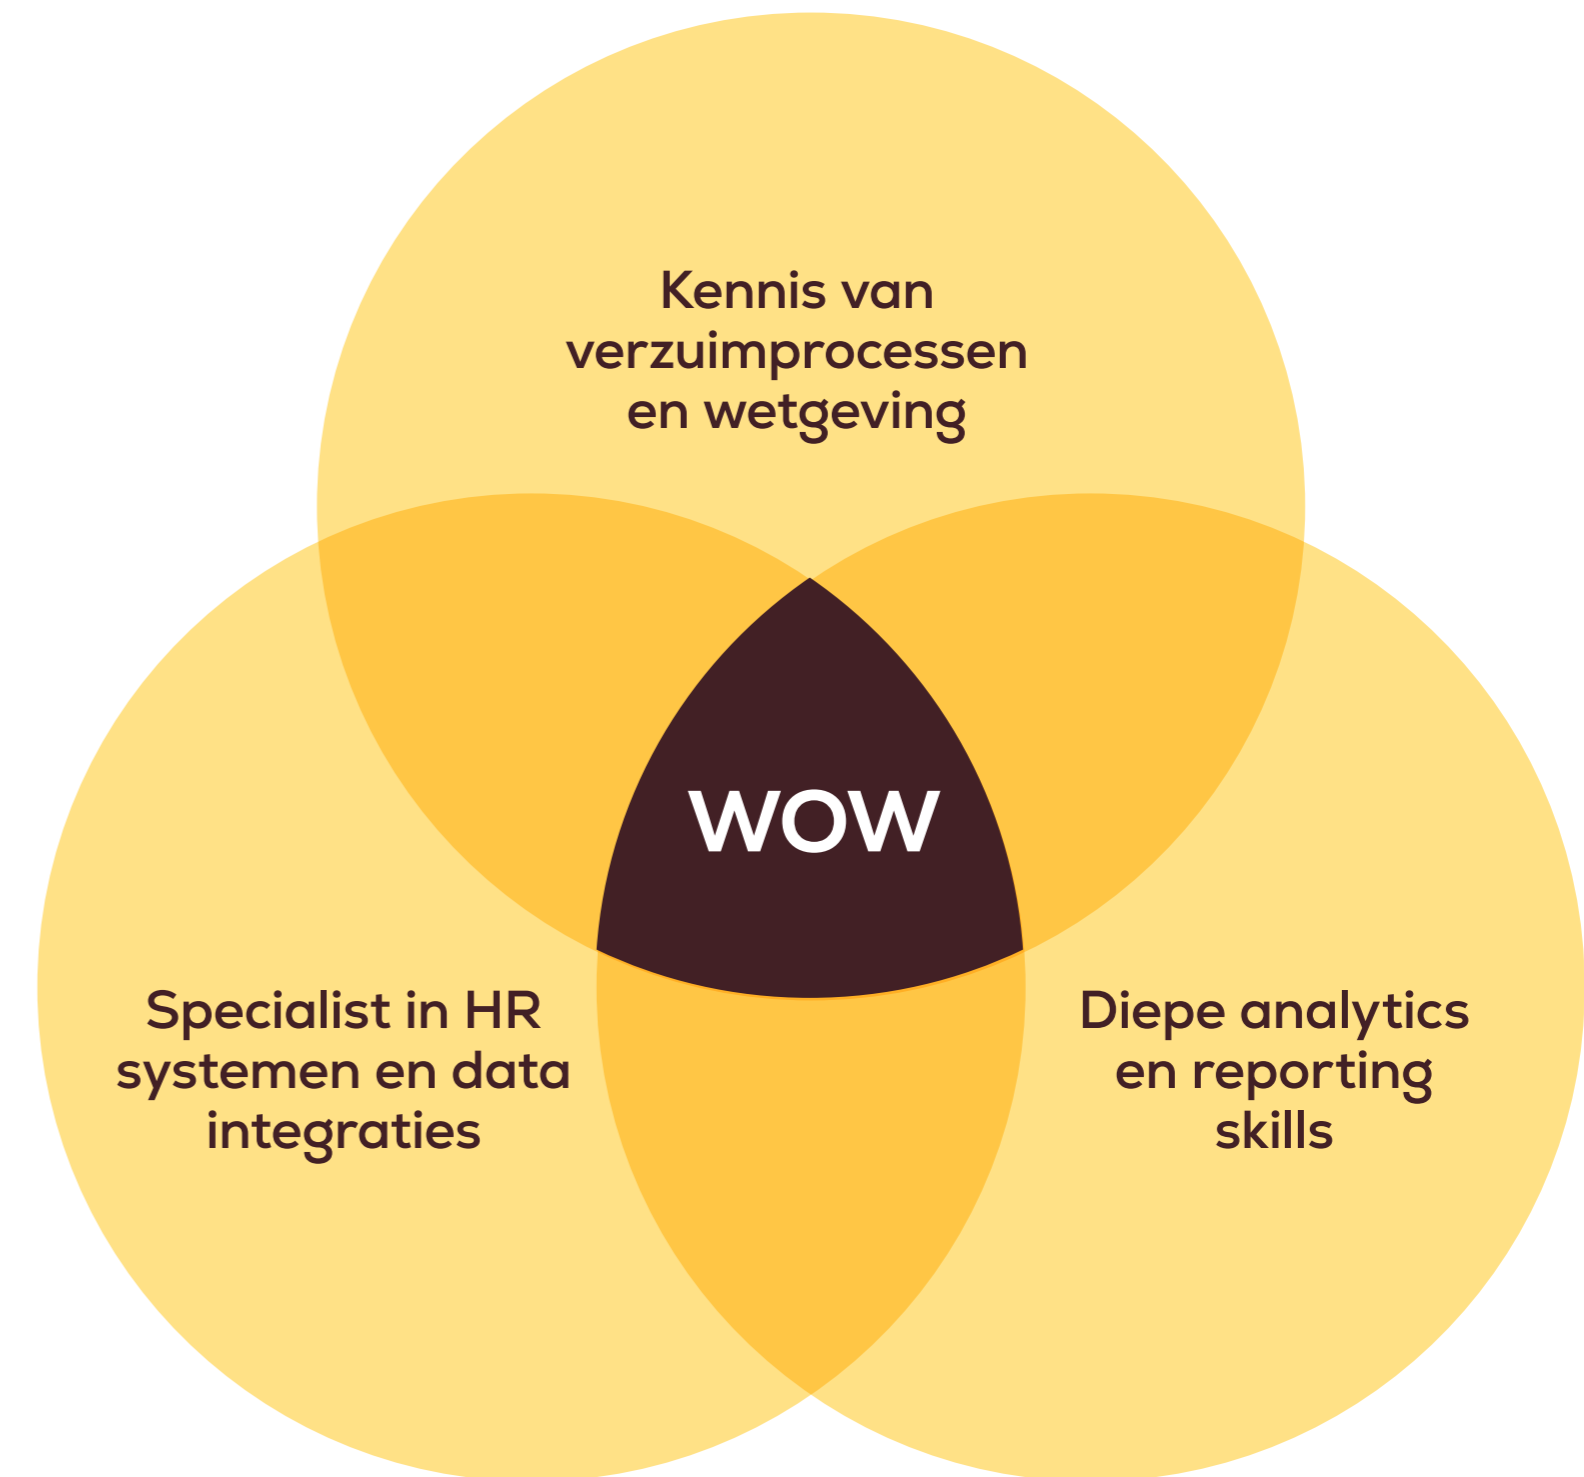 Kennis van
verzuimprocessen
en wetgeving
WOW
Specialist in HR
systemen en data
integraties
Diepe analytics
en reporting
skills